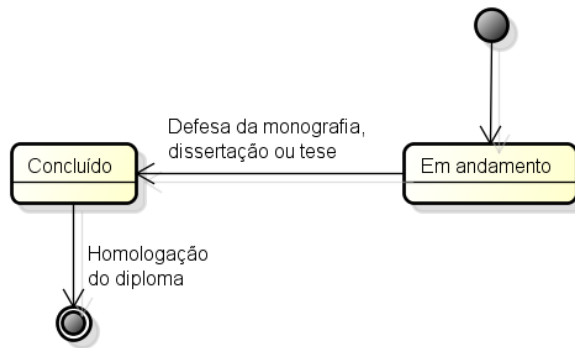 Defesa da monografia,
dissertação ou tese
Concluído
Em andamento
Homologação
do diploma